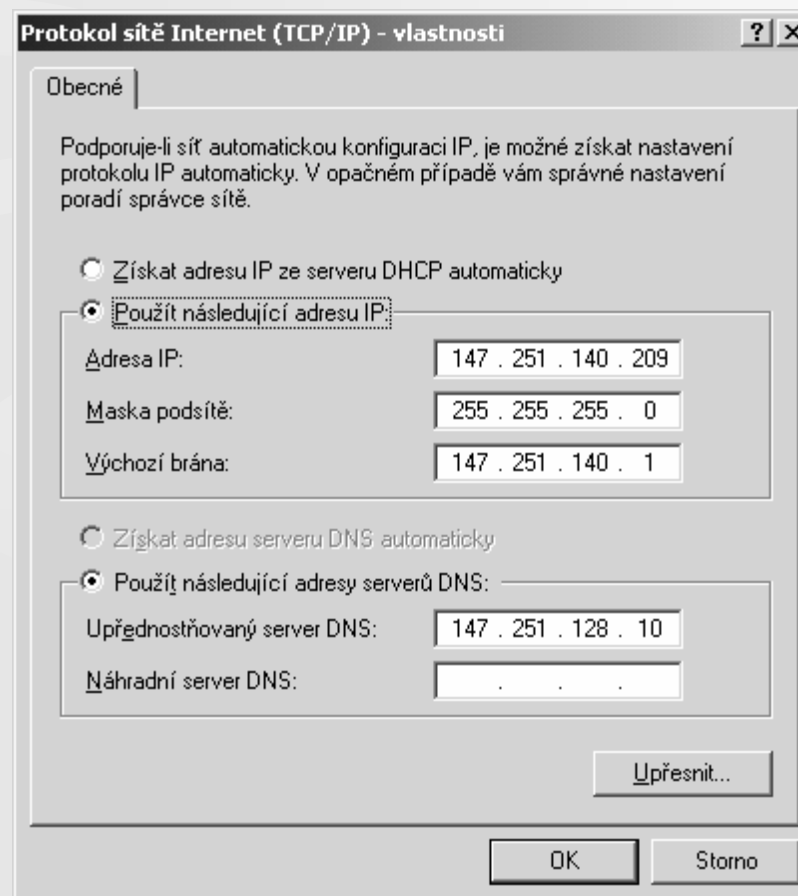 Protokol sítě Internet (TCP/IP) - vlastnosti
Obecné
Podporuje-li síť automatickou konfiguraci IP, je možné získat nastavení
protokolu IP automaticky. V opačném případě vám správné nastavení
poradí správce sítě.
Získat adresu IP ze serveru DHCP automaticky
Použít následující adresu IP:
Adresa IP: 147 . 251 . 140 . 209
Maska podsítě: 255 . 255 . 255 . 0
Výchozí brána: 147 . 251 . 140 . 1
Získat adresu serveru DNS automaticky
Použít následující adresy serverů DNS:
Upřednostňovaný server DNS: 147 . 251 . 128 . 10
Náhradní server DNS: . . .
Upřesnit...
OK Storno